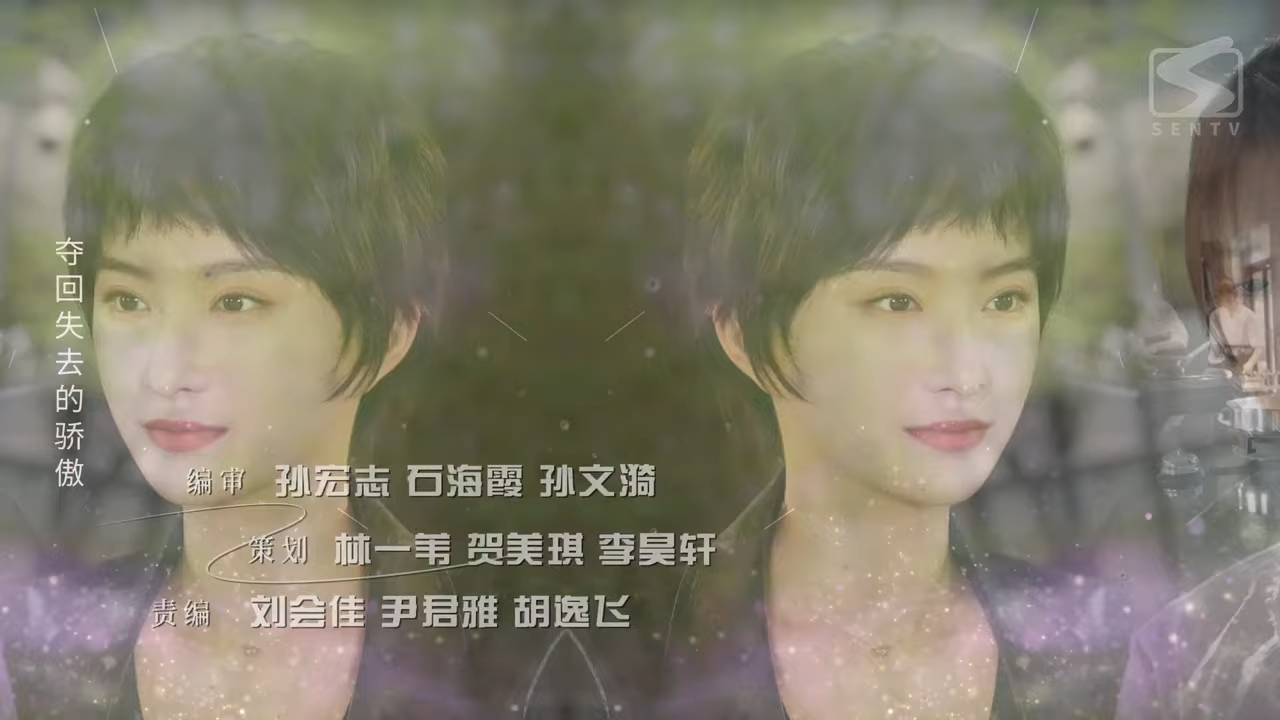 SENTV
夺回失去的骄傲
编审 孙宏志 石海霞 孙文漪
策划 林一苇 贺美琪 李昊轩
责编 刘会佳 尹君雅 胡逸飞